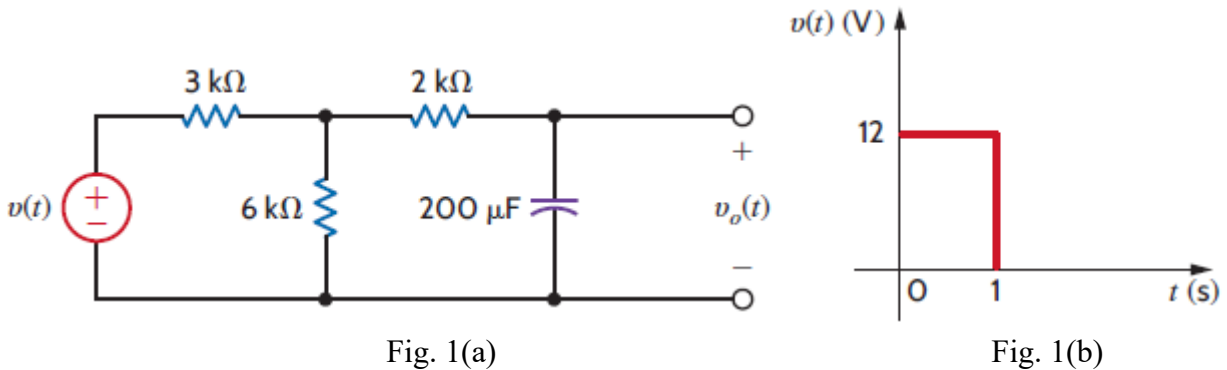 3 kΩ
2 kΩ
v(t)
+
−
6 kΩ
200 μF
+
v_o(t)
−
Fig. 1(a)
v(t) (V)
12
0
1
t (s)
Fig. 1(b)